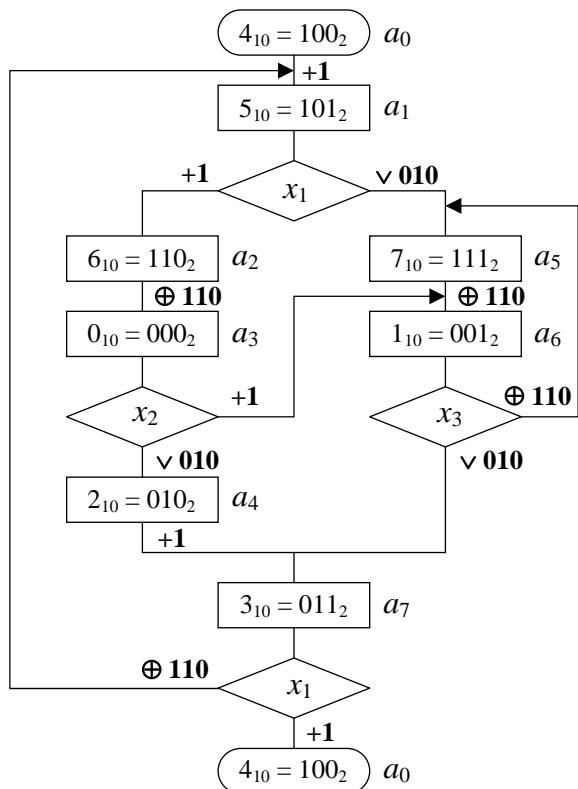 4₁₀ = 100₂ a₀
+1
5₁₀ = 101₂ a₁
+1 x₁ ∨ 010
6₁₀ = 110₂ a₂ 7₁₀ = 111₂ a₅
⊕ 110 ⊕ 110
0₁₀ = 000₂ a₃ 1₁₀ = 001₂ a₆
x₂ +1 x₃ ⊕ 110
∨ 010 ∨ 010
2₁₀ = 010₂ a₄
+1
3₁₀ = 011₂ a₇
⊕ 110 x₁
+1
4₁₀ = 100₂ a₀